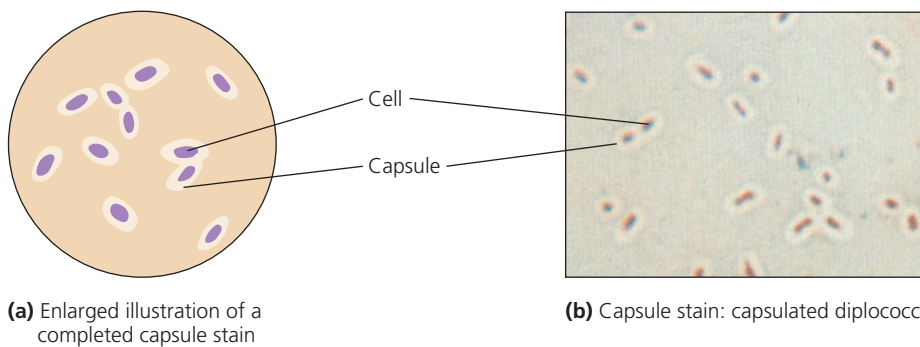 Cell
Capsule
(a) Enlarged illustration of a
completed capsule stain
(b) Capsule stain: capsulated diplococc